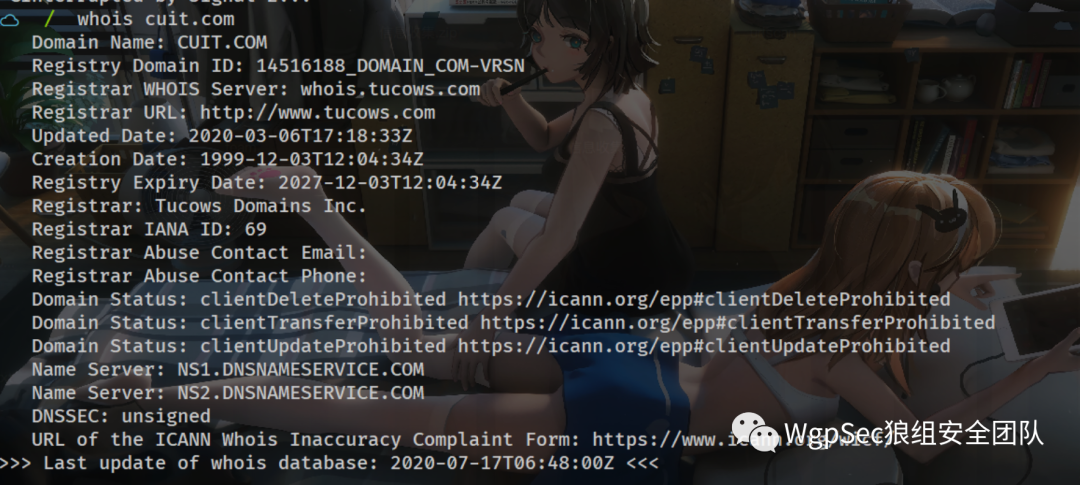 / whois cuit.com
Domain Name: CUIT.COM
Registry Domain ID: 14516188_DOMAIN_COM-VRSN
Registrar WHOIS Server: whois.tucows.com
Registrar URL: http://www.tucows.com
Updated Date: 2020-03-06T17:18:33Z
Creation Date: 1999-12-03T12:04:34Z
Registry Expiry Date: 2027-12-03T12:04:34Z
Registrar: Tucows Domains Inc.
Registrar IANA ID: 69
Registrar Abuse Contact Email:
Registrar Abuse Contact Phone:
Domain Status: clientDeleteProhibited https://icann.org/epp#clientDeleteProhibited
Domain Status: clientTransferProhibited https://icann.org/epp#clientTransferProhibited
Domain Status: clientUpdateProhibited https://icann.org/epp#clientUpdateProhibited
Name Server: NS1.DNSNAMESERVICE.COM
Name Server: NS2.DNSNAMESERVICE.COM
DNSSEC: unsigned
URL of the ICANN Whois Inaccuracy Complaint Form: https://www.
WgpSec狼组安全团队
>>> Last update of whois database: 2020-07-17T06:48:00Z <<<